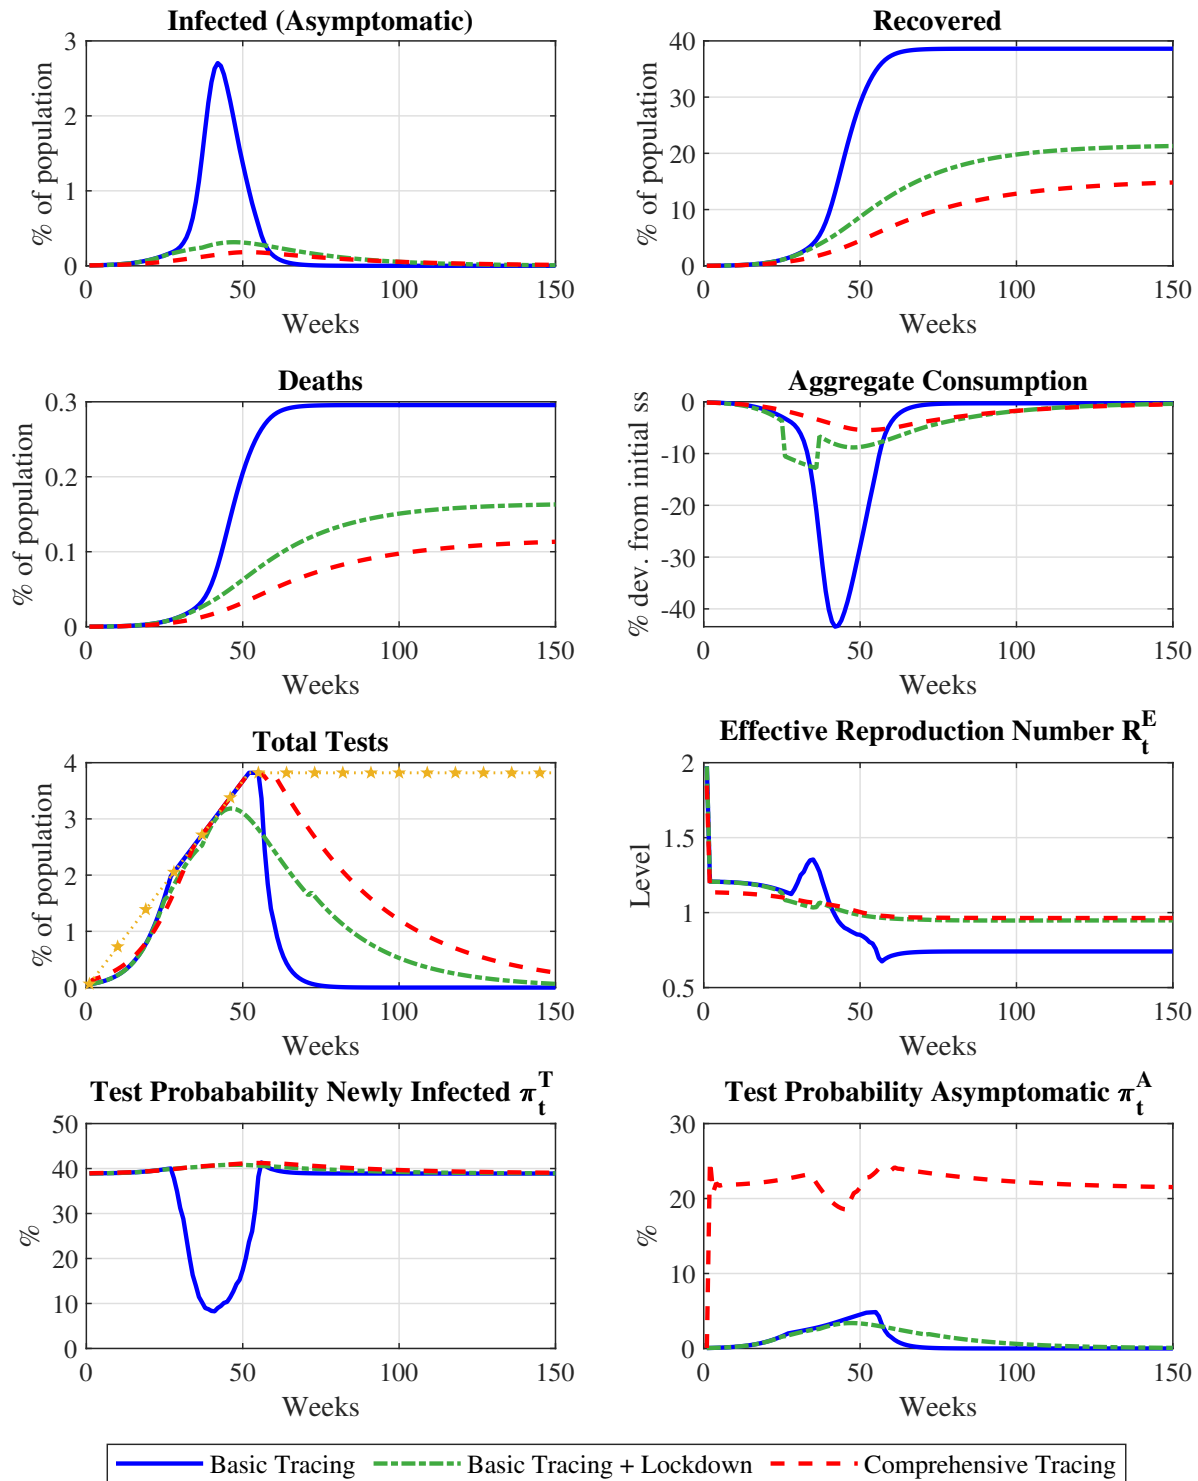 Infected (Asymptomatic)
3
2
1
0
% of population
0 50 100 150
Weeks
Recovered
40
30
20
10
0
% of population
0 50 100 150
Weeks
Deaths
0.3
0.2
0.1
0
% of population
0 50 100 150
Weeks
Aggregate Consumption
0
-10
-20
-30
-40
% dev. from initial ss
0 50 100 150
Weeks
Total Tests
4
3
2
1
0
% of population
0 50 100 150
Weeks
Effective Reproduction Number R_t^E
2
1.5
1
0.5
Level
0 50 100 150
Weeks
Test Probabability Newly Infected π_t^T
50
40
30
20
10
0
%
0 50 100 150
Weeks
Test Probability Asymptomatic π_t^A
30
20
10
0
%
0 50 100 150
Weeks
Basic Tracing Basic Tracing + Lockdown Comprehensive Tracing